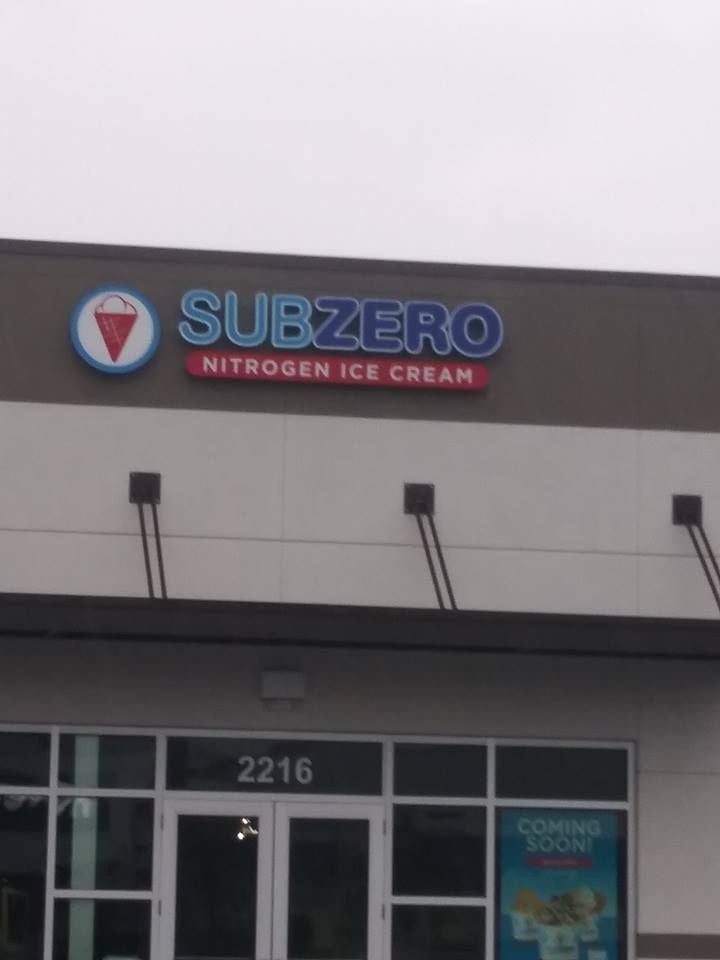 SUBZERO
NITROGEN ICE CREAM
2216
COMING
SOON!